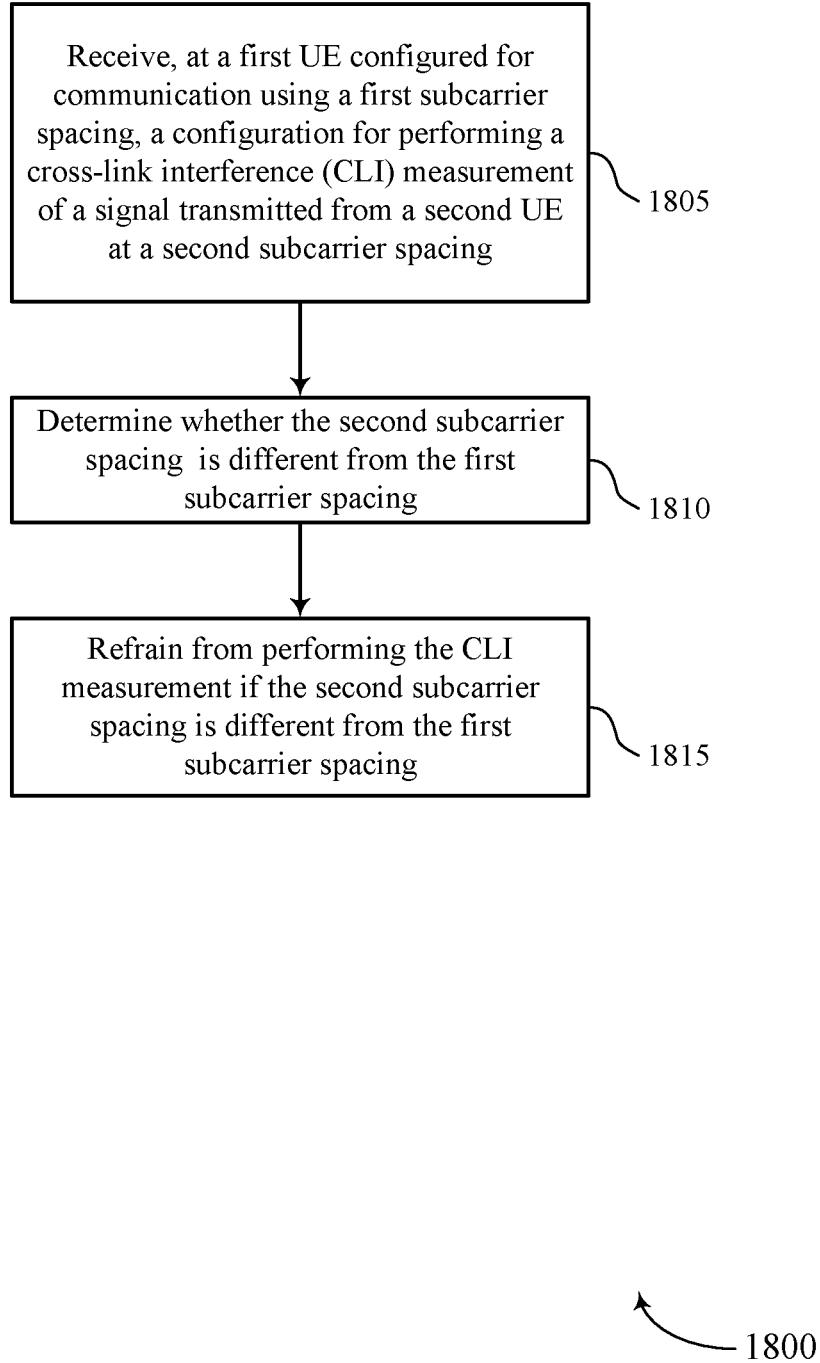 Receive, at a first UE configured for
communication using a first subcarrier
spacing, a configuration for performing a
cross-link interference (CLI) measurement
of a signal transmitted from a second UE
at a second subcarrier spacing
1805
Determine whether the second subcarrier
spacing is different from the first
subcarrier spacing
1810
Refrain from performing the CLI
measurement if the second subcarrier
spacing is different from the first
subcarrier spacing
1815
1800